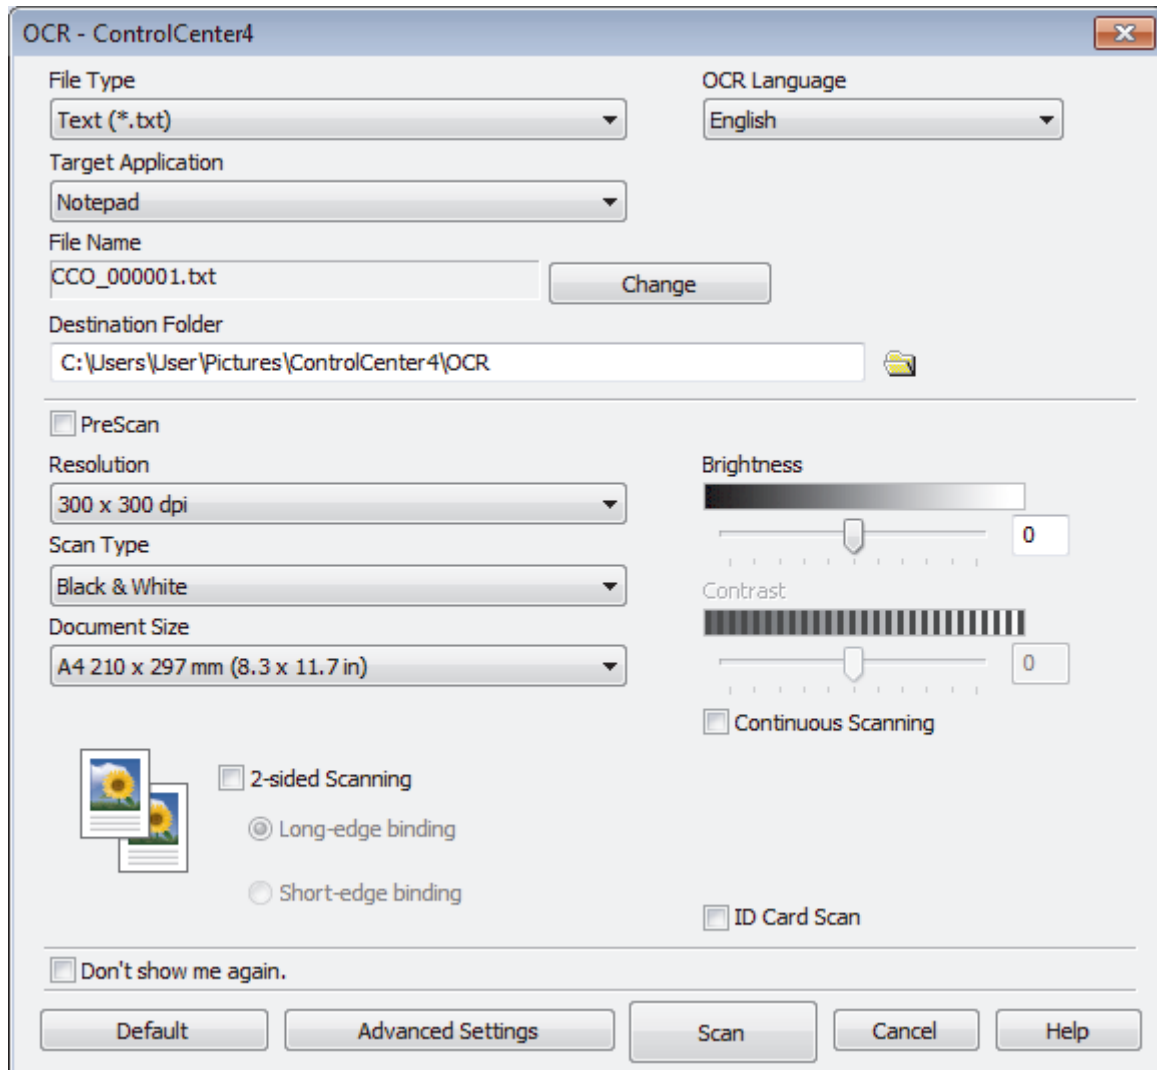 OCR - ControlCenter4
File Type
OCR Language
Text (*.txt)
English
Target Application
Notepad
File Name
CCO_000001.txt
Change
Destination Folder
C:\Users\User\Pictures\ControlCenter4\OCR
PreScan
Resolution
Brightness
300 x 300 dpi
0
Scan Type
Black & White
Contrast
Document Size
0
A4 210 x 297 mm (8.3 x 11.7 in)
Continuous Scanning
2-sided Scanning
Long-edge binding
Short-edge binding
ID Card Scan
Don't show me again.
Default
Advanced Settings
Scan
Cancel
Help